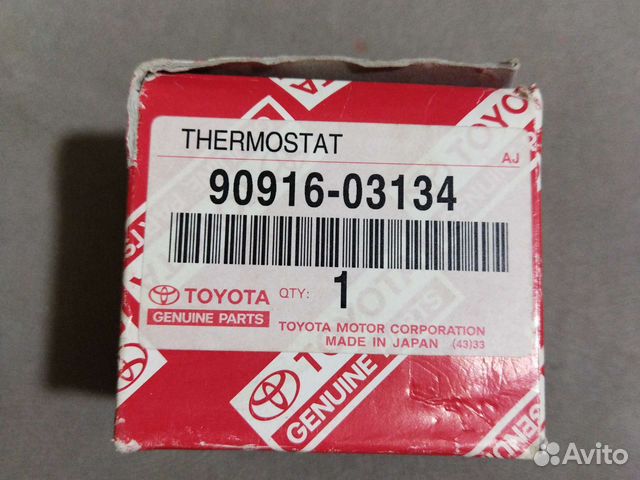 THERMOSTAT
AJ
90916-03134
TOYOTA QTY: 1
GENUINE PARTS
TOYOTA MOTOR CORPORATION
MADE IN JAPAN (43)33
TOYOTA
GENUINE PARTS
Avito